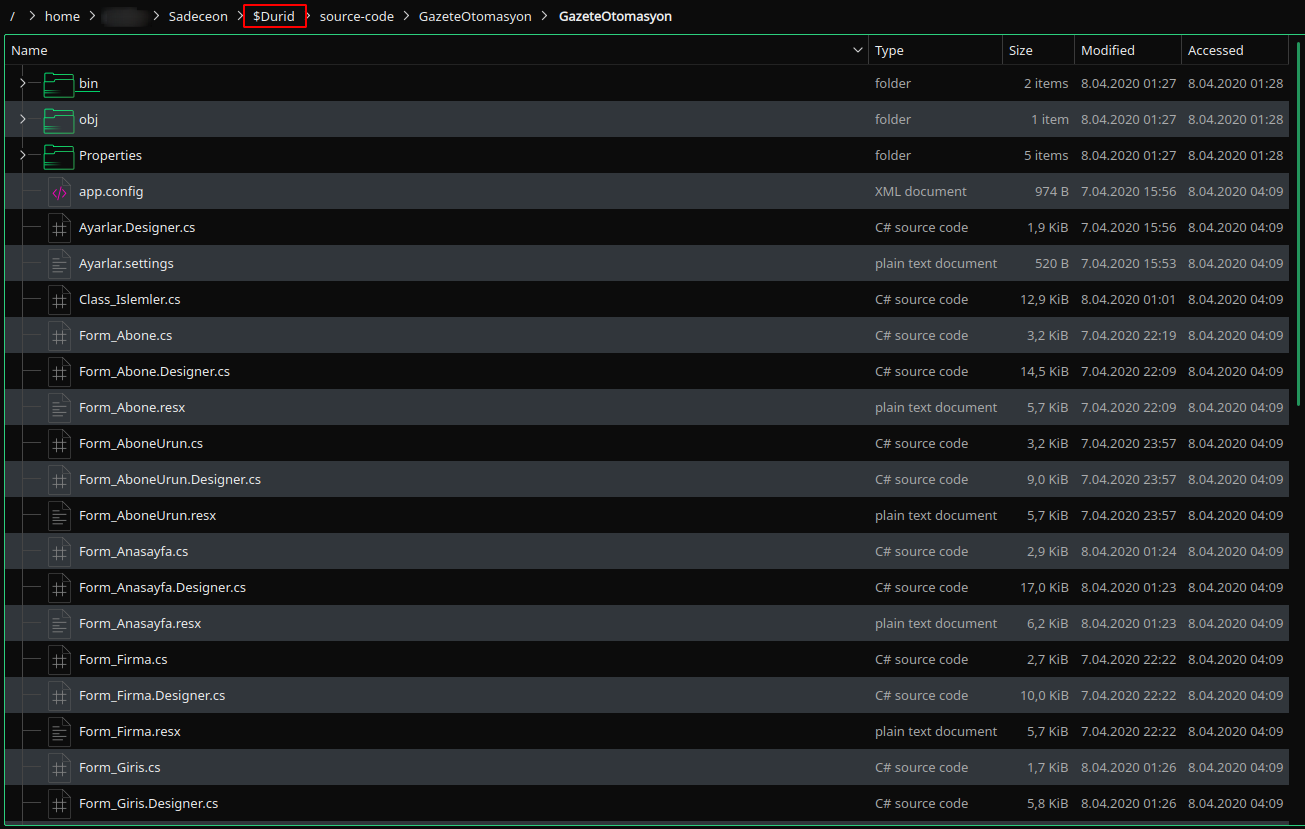 / > home > > Sadeceon > $Durid > source-code > GazeteOtomasyon > GazeteOtomasyon
Name Type Size Modified Accessed
bin folder 2 items 8.04.2020 01:27 8.04.2020 01:28
obj folder 1 item 8.04.2020 01:27 8.04.2020 01:28
Properties folder 5 items 8.04.2020 01:27 8.04.2020 01:28
app.config XML document 974 B 7.04.2020 15:56 8.04.2020 04:09
Ayarlar.Designer.cs C# source code 1,9 KiB 7.04.2020 15:56 8.04.2020 04:09
Ayarlar.settings plain text document 520 B 7.04.2020 15:53 8.04.2020 04:09
Class_Islemler.cs C# source code 12,9 KiB 8.04.2020 01:01 8.04.2020 04:09
Form_Abone.cs C# source code 3,2 KiB 7.04.2020 22:19 8.04.2020 04:09
Form_Abone.Designer.cs C# source code 14,5 KiB 7.04.2020 22:09 8.04.2020 04:09
Form_Abone.resx plain text document 5,7 KiB 7.04.2020 22:09 8.04.2020 04:09
Form_AboneUrun.cs C# source code 3,2 KiB 7.04.2020 23:57 8.04.2020 04:09
Form_AboneUrun.Designer.cs C# source code 9,0 KiB 7.04.2020 23:57 8.04.2020 04:09
Form_AboneUrun.resx plain text document 5,7 KiB 7.04.2020 23:57 8.04.2020 04:09
Form_Anasayfa.cs C# source code 2,9 KiB 8.04.2020 01:24 8.04.2020 04:09
Form_Anasayfa.Designer.cs C# source code 17,0 KiB 8.04.2020 01:23 8.04.2020 04:09
Form_Anasayfa.resx plain text document 6,2 KiB 8.04.2020 01:23 8.04.2020 04:09
Form_Firma.cs C# source code 2,7 KiB 7.04.2020 22:22 8.04.2020 04:09
Form_Firma.Designer.cs C# source code 10,0 KiB 7.04.2020 22:22 8.04.2020 04:09
Form_Firma.resx plain text document 5,7 KiB 7.04.2020 22:22 8.04.2020 04:09
Form_Giris.cs C# source code 1,7 KiB 8.04.2020 01:26 8.04.2020 04:09
Form_Giris.Designer.cs C# source code 5,8 KiB 8.04.2020 01:26 8.04.2020 04:09